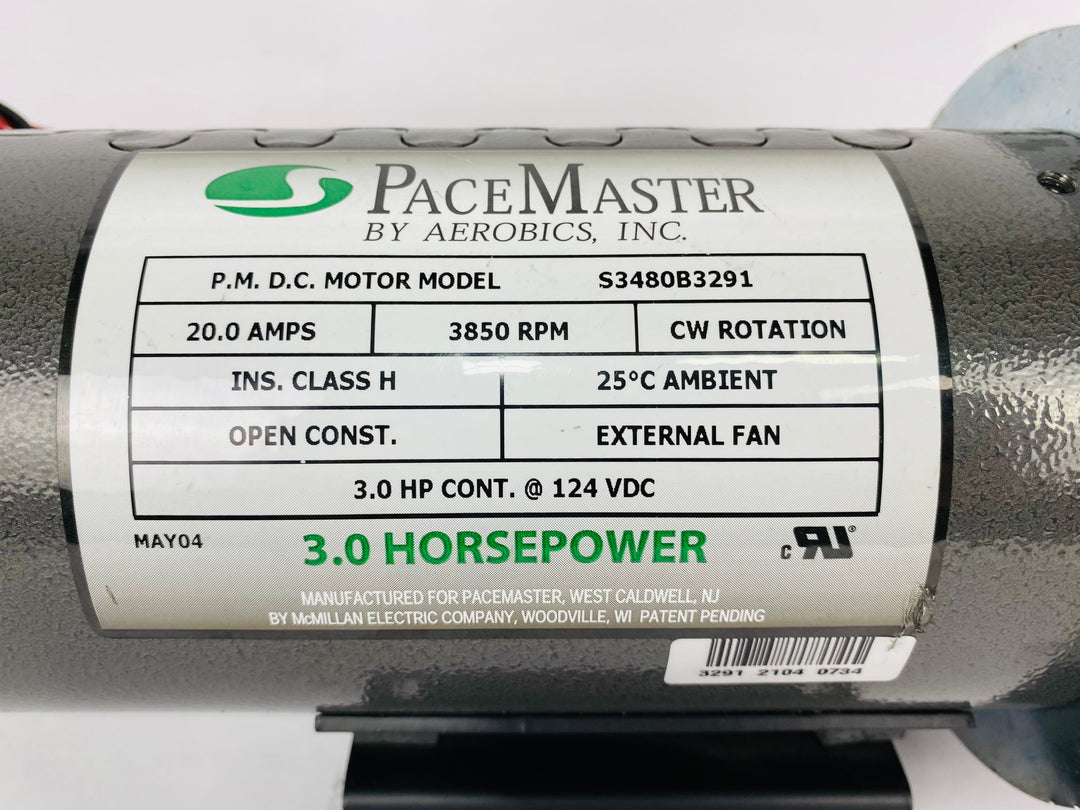 PACEMASTER
BY AEROBICS, INC.
P.M. D.C. MOTOR MODEL S3480B3291
20.0 AMPS 3850 RPM CW ROTATION
INS. CLASS H 25°C AMBIENT
OPEN CONST. EXTERNAL FAN
3.0 HP CONT. @ 124 VDC
MAY04 3.0 HORSEPOWER c RU ®
MANUFACTURED FOR PACEMASTER, WEST CALDWELL, NJ
BY McMILLAN ELECTRIC COMPANY, WOODVILLE, WI PATENT PENDING
3291 2104 0734